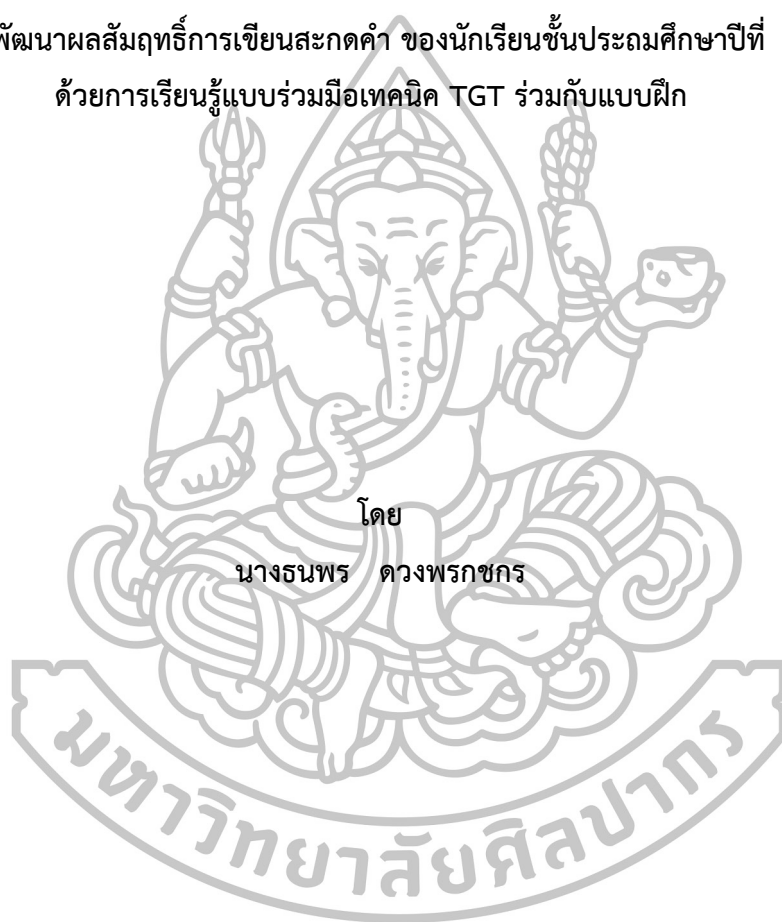 พัฒนาผลสัมฤทธิ์การเขียนสะกดคำ ของนักเรียนชั้นประถมศึกษาปีที่
ด้วยการเรียนรู้แบบร่วมมือเทคนิค TGT ร่วมกับแบบฝึก
โดย
นางธนพร ดวงพรกชกร
มหาวิทยาลัยศิลปากร